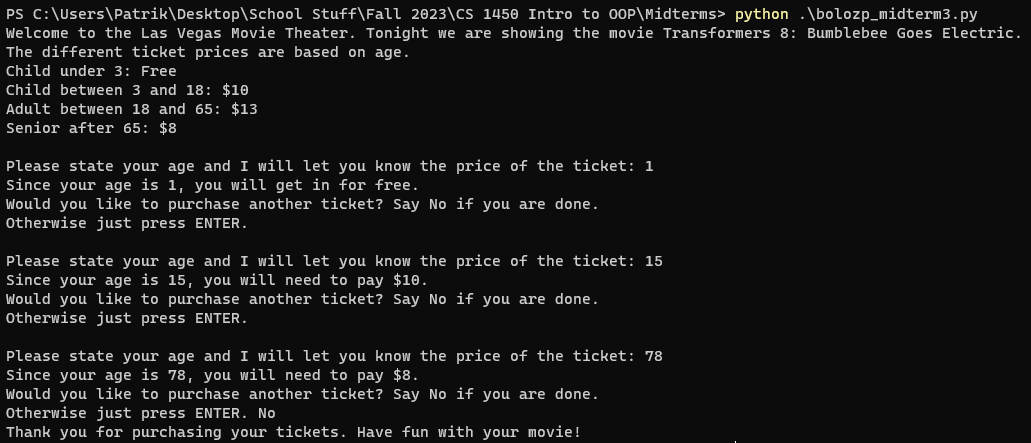 PS C:\Users\Patrik\Desktop\School Stuff\Fall 2023\CS 1450 Intro to OOP\Midterms> python .\bolozp_midterm3.py
Welcome to the Las Vegas Movie Theater. Tonight we are showing the movie Transformers 8: Bumblebee Goes Electric.
The different ticket prices are based on age.
Child under 3: Free
Child between 3 and 18: $10
Adult between 18 and 65: $13
Senior after 65: $8
Please state your age and I will let you know the price of the ticket: 1
Since your age is 1, you will get in for free.
Would you like to purchase another ticket? Say No if you are done.
Otherwise just press ENTER.
Please state your age and I will let you know the price of the ticket: 15
Since your age is 15, you will need to pay $10.
Would you like to purchase another ticket? Say No if you are done.
Otherwise just press ENTER.
Please state your age and I will let you know the price of the ticket: 78
Since your age is 78, you will need to pay $8.
Would you like to purchase another ticket? Say No if you are done.
Otherwise just press ENTER. No
Thank you for purchasing your tickets. Have fun with your movie!